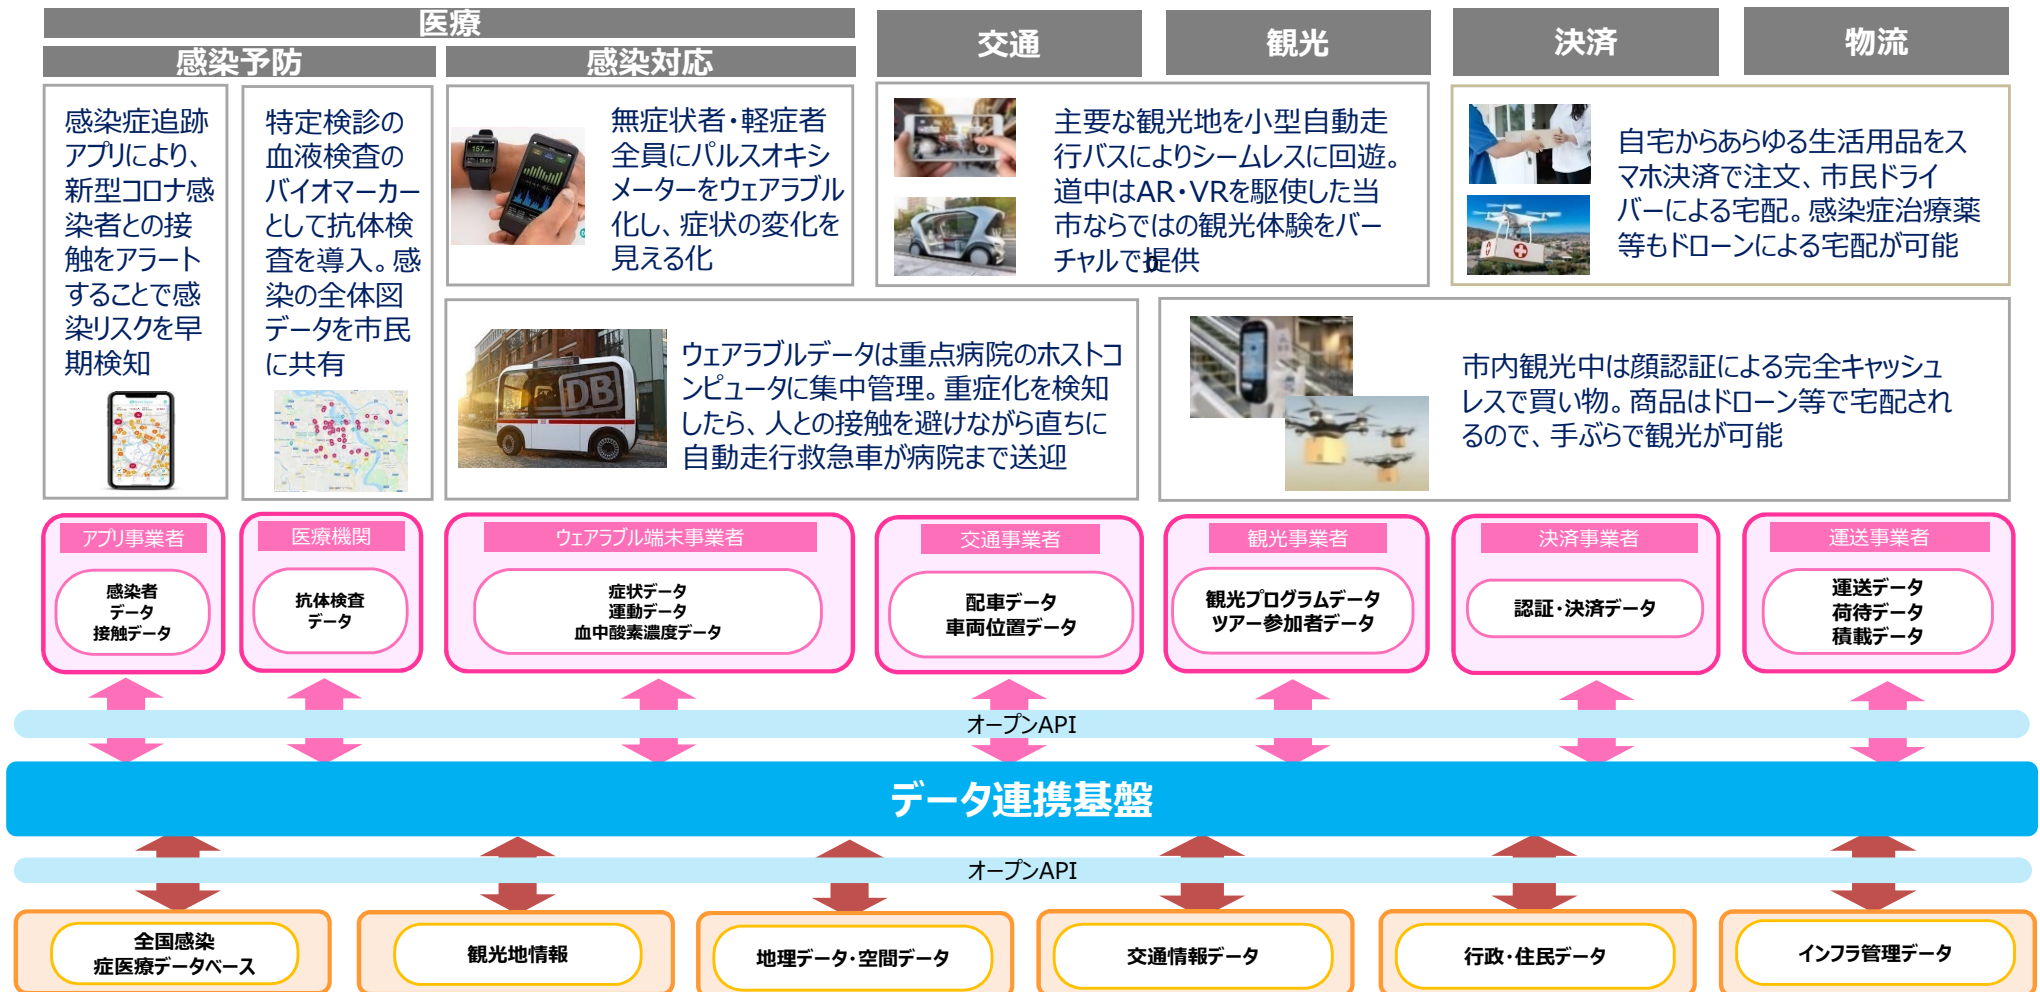 医療
感染予防
感染対応
交通
観光
決済
物流
感染症追跡
アプリにより、
新型コロナ感
染者との接
触をアラート
することで感
染リスクを早
期検知
特定検診の
血液検査の
バイオマーカー
として抗体検
査を導入。感
染の全体図
データを市民
に共有
無症状者・軽症者
全員にパルスオキシ
メーターをウェアラブル
化し、症状の変化を
見える化
主要な観光地を小型自動走
行バスによりシームレスに回遊。
道中はAR・VRを駆使した当
市ならではの観光体験をバー
チャルで提供
自宅からあらゆる生活用品をス
マホ決済で注文、市民ドライ
バーによる宅配。感染症治療薬
等もドローンによる宅配が可能
DB
ウェアラブルデータは重点病院のホストコ
ンピュータに集中管理。重症化を検知
したら、人との接触を避けながら直ちに
自動走行救急車が病院まで送迎
市内観光中は顔認証による完全キャッシュ
レスで買い物。商品はドローン等で宅配され
るので、手ぶらで観光が可能
アプリ事業者
感染者
データ
接触データ
医療機関
抗体検査
データ
ウェアラブル端末事業者
症状データ
運動データ
血中酸素濃度データ
交通事業者
配車データ
車両位置データ
観光事業者
観光プログラムデータ
ツアー参加者データ
決済事業者
認証・決済データ
運送事業者
運送データ
荷待データ
積載データ
オープンAPI
データ連携基盤
オープンAPI
全国感染
症医療データベース
観光地情報
地理データ・空間データ
交通情報データ
行政・住民データ
インフラ管理データ